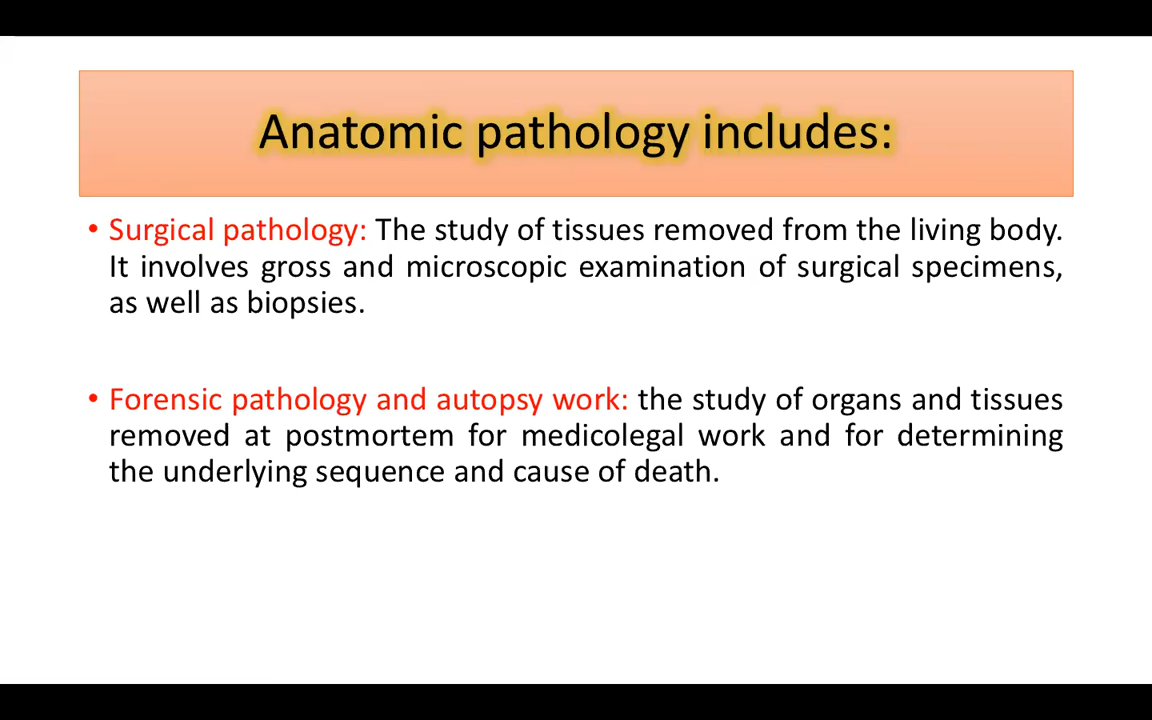 Anatomic pathology includes:
• Surgical pathology: The study of tissues removed from the living body.
It involves gross and microscopic examination of surgical specimens,
as well as biopsies.
• Forensic pathology and autopsy work: the study of organs and tissues
removed at postmortem for medicolegal work and for determining
the underlying sequence and cause of death.